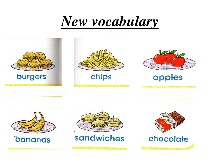 New vocabulary
burgers
chips
apples
bananas
sandwiches
chocolate